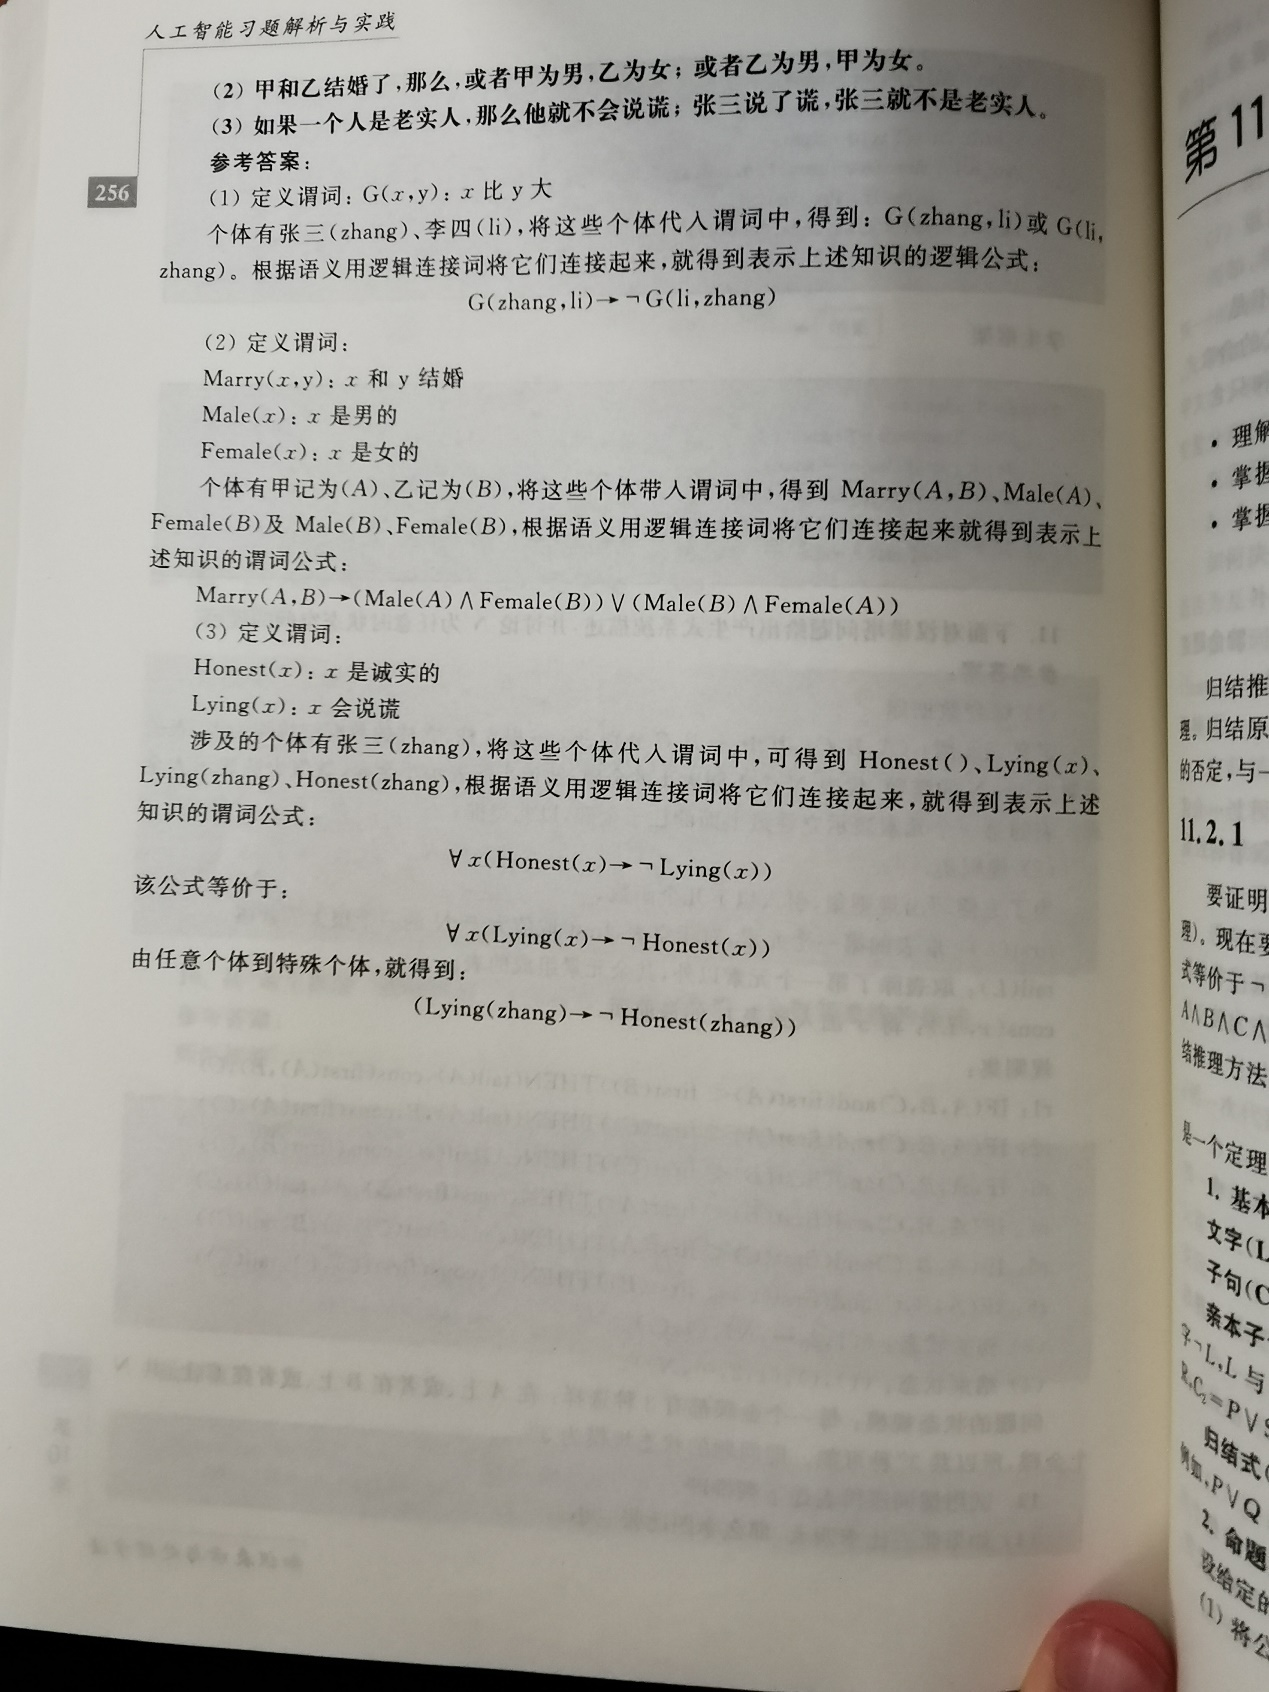 人工智能习题解析与实践
(2) 甲和乙结婚了,那么,或者甲为男,乙为女;或者乙为男,甲为女。
(3) 如果一个人是老实人,那么他就不会说谎;张三说了谎,张三就不是老实人。
参考答案:
256
(1) 定义谓词: G(x,y): x 比 y 大
个体有张三(zhang)、李四(li),将这些个体代入谓词中,得到: G(zhang,li)或 G(li,
zhang)。根据语义用逻辑连接词将它们连接起来,就得到表示上述知识的逻辑公式:
G(zhang,li)→¬G(li,zhang)
(2) 定义谓词:
Marry(x,y): x 和 y 结婚
Male(x): x 是男的
Female(x): x 是女的
个体有甲记为(A)、乙记为(B),将这些个体带入谓词中,得到 Marry(A,B)、Male(A)、
Female(B)及 Male(B)、Female(B),根据语义用逻辑连接词将它们连接起来就得到表示上
述知识的谓词公式:
Marry(A,B)→(Male(A)∧Female(B))∨(Male(B)∧Female(A))
(3) 定义谓词:
Honest(x): x 是诚实的
Lying(x): x 会说谎
涉及的个体有张三(zhang),将这些个体代入谓词中,可得到 Honest()、Lying(x)、
Lying(zhang)、Honest(zhang),根据语义用逻辑连接词将它们连接起来,就得到表示上述
知识的谓词公式:
∀x(Honest(x)→¬Lying(x))
该公式等价于:
∀x(Lying(x)→¬Honest(x))
由任意个体到特殊个体,就得到:
(Lying(zhang)→¬Honest(zhang))
第 11
• 理解
• 掌握
• 掌握
归结推
理。归结原
的否定,与一
11.2.1
要证明
理)。现在要
式等价于¬
A∧B∧C∧
结推理方法
是一个定理
1. 基本
文字(L
子句(C
亲本子
字¬L,L 与
R,C₂=P∨S
归结式(
例如,P∨Q
2. 命题
设给定的
(1) 将公